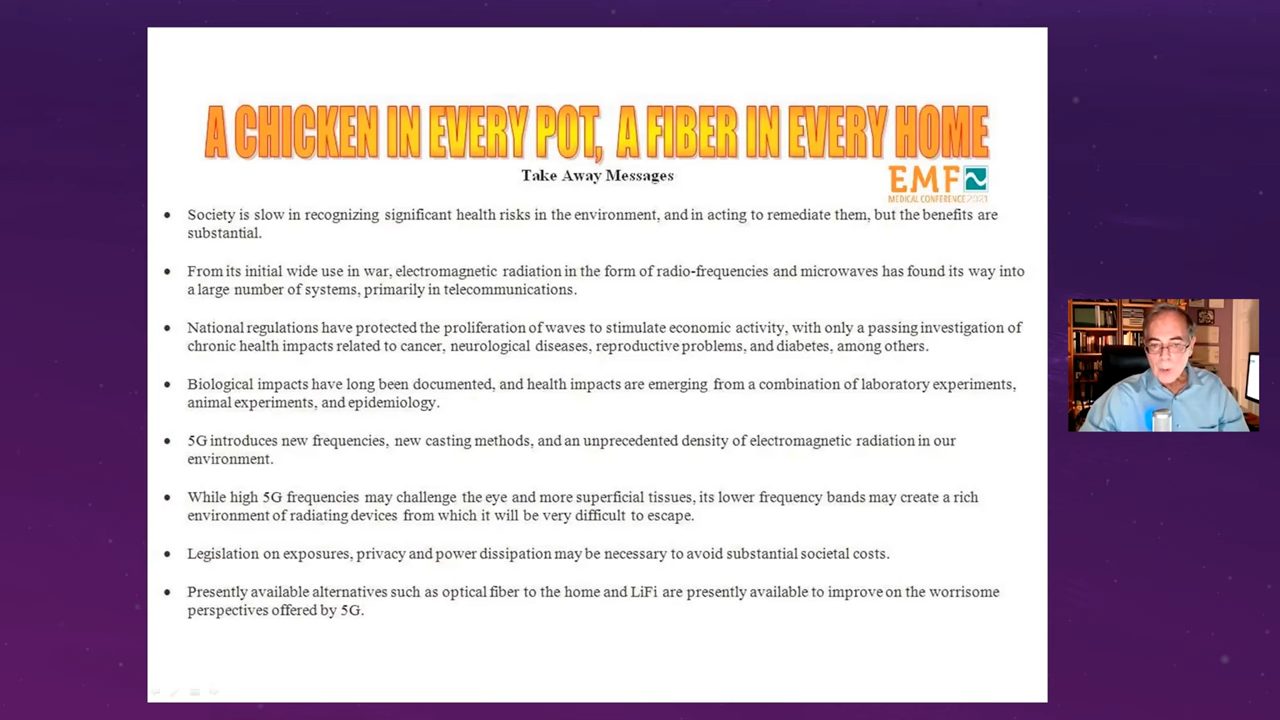 A CHICKEN IN EVERY POT, A FIBER IN EVERY HOME
Take Away Messages
EMF
MEDICAL CONFERENCE 2021
• Society is slow in recognizing significant health risks in the environment, and in acting to remediate them, but the benefits are
substantial.
• From its initial wide use in war, electromagnetic radiation in the form of radio-frequencies and microwaves has found its way into
a large number of systems, primarily in telecommunications.
• National regulations have protected the proliferation of waves to stimulate economic activity, with only a passing investigation of
chronic health impacts related to cancer, neurological diseases, reproductive problems, and diabetes, among others.
• Biological impacts have long been documented, and health impacts are emerging from a combination of laboratory experiments,
animal experiments, and epidemiology.
• 5G introduces new frequencies, new casting methods, and an unprecedented density of electromagnetic radiation in our
environment.
• While high 5G frequencies may challenge the eye and more superficial tissues, its lower frequency bands may create a rich
environment of radiating devices from which it will be very difficult to escape.
• Legislation on exposures, privacy and power dissipation may be necessary to avoid substantial societal costs.
• Presently available alternatives such as optical fiber to the home and LiFi are presently available to improve on the worrisome
perspectives offered by 5G.